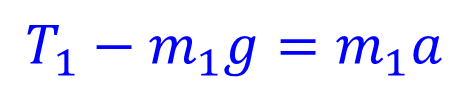 T₁ − m₁g = m₁a